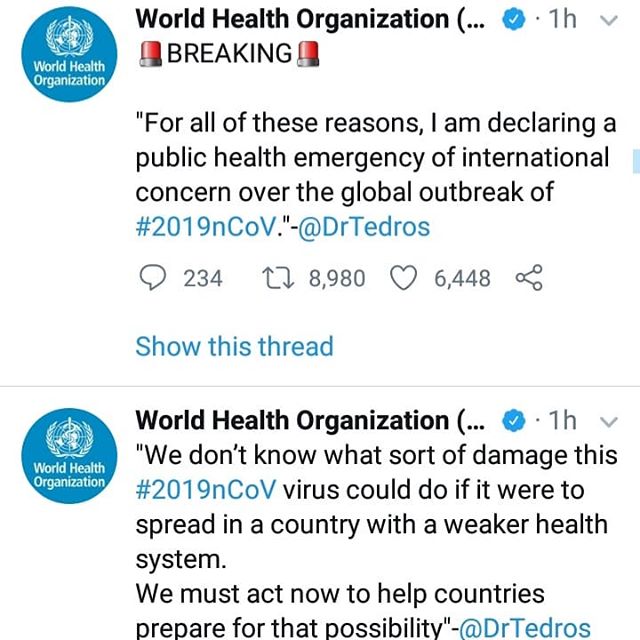 World Health Organization (... · 1h
World Health
Organization
🚨BREAKING🚨
"For all of these reasons, I am declaring a
public health emergency of international
concern over the global outbreak of
#2019nCoV."-@DrTedros
234 8,980 6,448
Show this thread
World Health Organization (... · 1h
World Health
Organization
"We don’t know what sort of damage this
#2019nCoV virus could do if it were to
spread in a country with a weaker health
system.
We must act now to help countries
prepare for that possibility"-@DrTedros